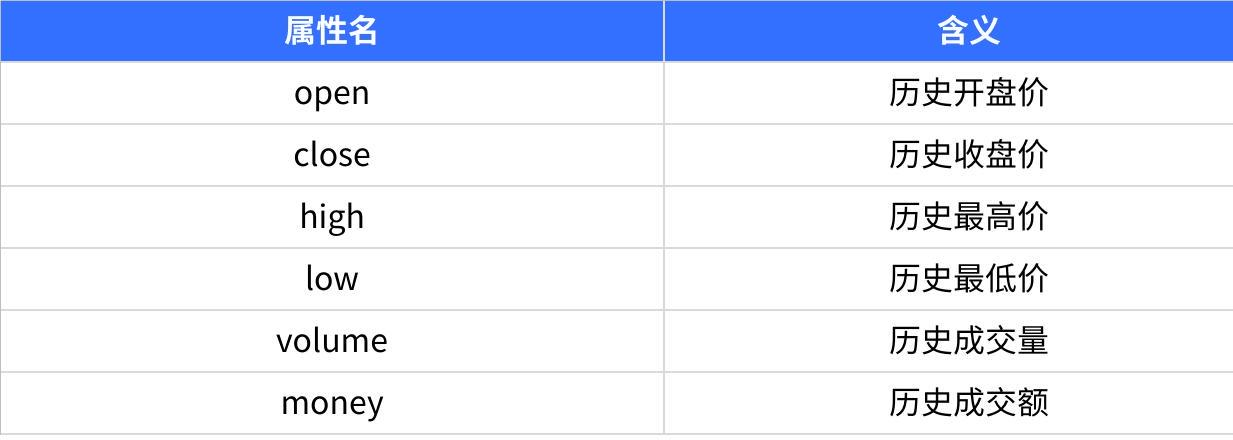 属性名 含义
open 历史开盘价
close 历史收盘价
high 历史最高价
low 历史最低价
volume 历史成交量
money 历史成交额